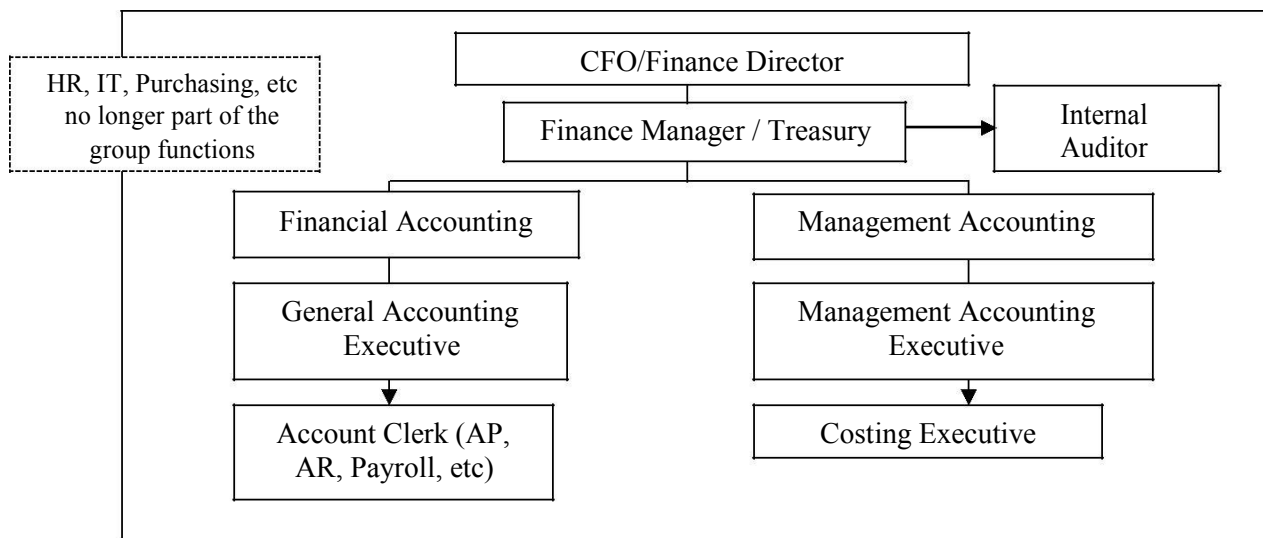 CFO/Finance Director
HR, IT, Purchasing, etc
no longer part of the
group functions
Finance Manager / Treasury
Internal
Auditor
Financial Accounting
Management Accounting
General Accounting
Executive
Management Accounting
Executive
Account Clerk (AP,
AR, Payroll, etc)
Costing Executive